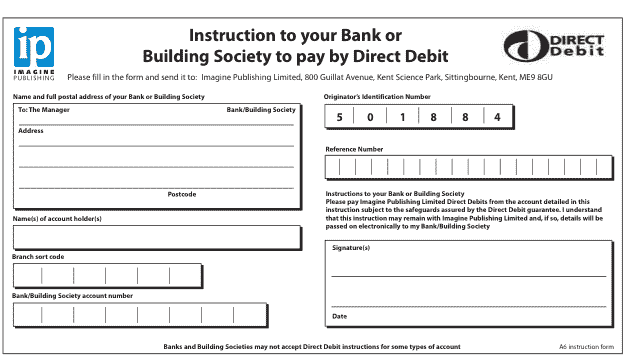 ip
IMAGINE
PUBLISHING
Instruction to your Bank or
Building Society to pay by Direct Debit
DIRECT
Debit
Please fill in the form and send it to: Imagine Publishing Limited, 800 Guillat Avenue, Kent Science Park, Sittingbourne, Kent, ME9 8GU
Name and full postal address of your Bank or Building Society
To: The Manager Bank/Building Society
Address
Postcode
Name(s) of account holder(s)
Branch sort code
Bank/Building Society account number
Originator's Identification Number
5 0 1 8 8 4
Reference Number
Instructions to your Bank or Building Society
Please pay Imagine Publishing Limited Direct Debits from the account detailed in this
instruction subject to the safeguards assured by the Direct Debit guarantee. I understand
that this instruction may remain with Imagine Publishing Limited and, if so, details will be
passed on electronically to my Bank/Building Society
Signature(s)
Date
Banks and Building Societies may not accept Direct Debit instructions for some types of account
A6 instruction form